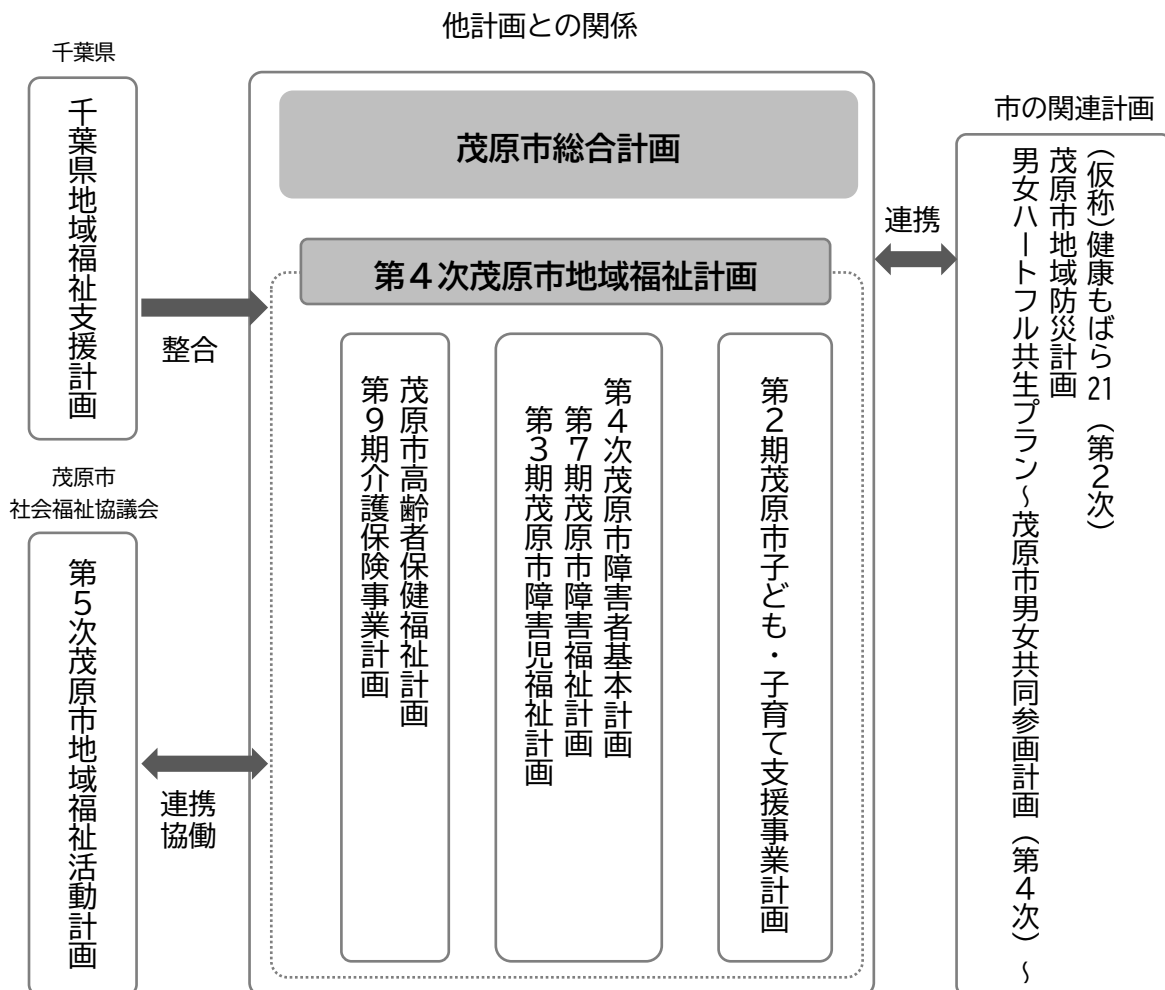 他計画との関係
千葉県
千葉県地域福祉支援計画
整合
茂原市
社会福祉協議会
第5次茂原市地域福祉活動計画
連携
協働
茂原市総合計画
第4次茂原市地域福祉計画
茂原市高齢者保健福祉計画
第9期介護保険事業計画
第4次茂原市障害者基本計画
第7期茂原市障害福祉計画
第3期茂原市障害児福祉計画
第2期茂原市子ども・子育て支援事業計画
連携
市の関連計画
(仮称)健康もばら21(第2次)
茂原市地域防災計画
男女ハートフル共生プラン~茂原市男女共同参画計画(第4次)~